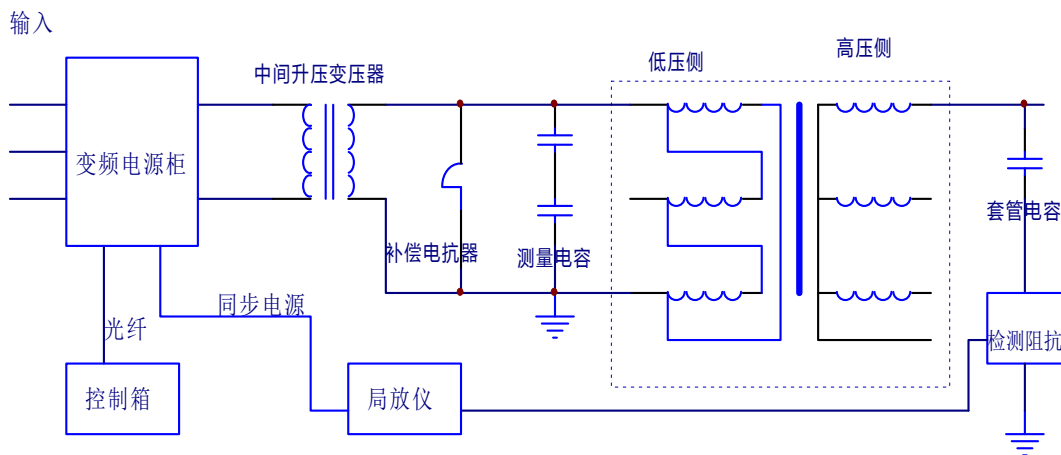 输入
中间升压变压器
低压侧
高压侧
变频电源柜
补偿电抗器
测量电容
套管电容
同步电源
光纤
检测阻抗
控制箱
局放仪